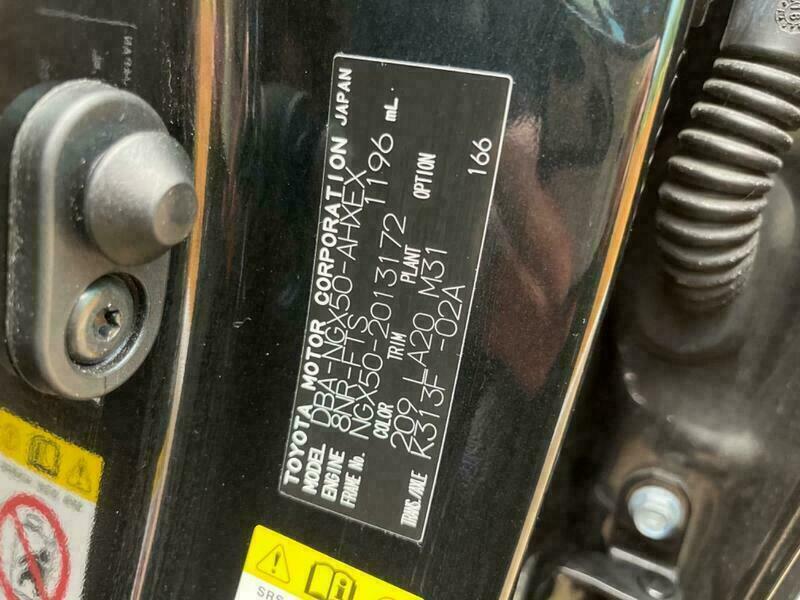 TOYOTA MOTOR CORPORATION JAPAN
MODEL DBA-NGX50-AHXEX
ENGINE 8NR-FTS 1196 mL
FRAME No. NGX50-2013172
COLOR TRIM PLANT OPTION
209 LA20 M31
TRANS./AXLE K313F -02A 166
SRS